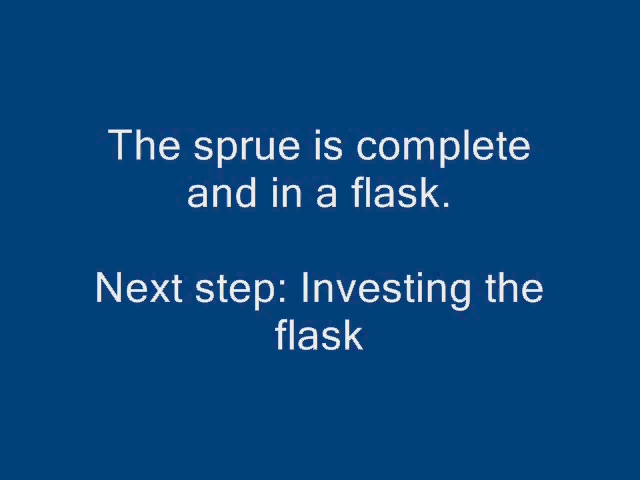 The sprue is complete
and in a flask.
Next step: Investing the
flask